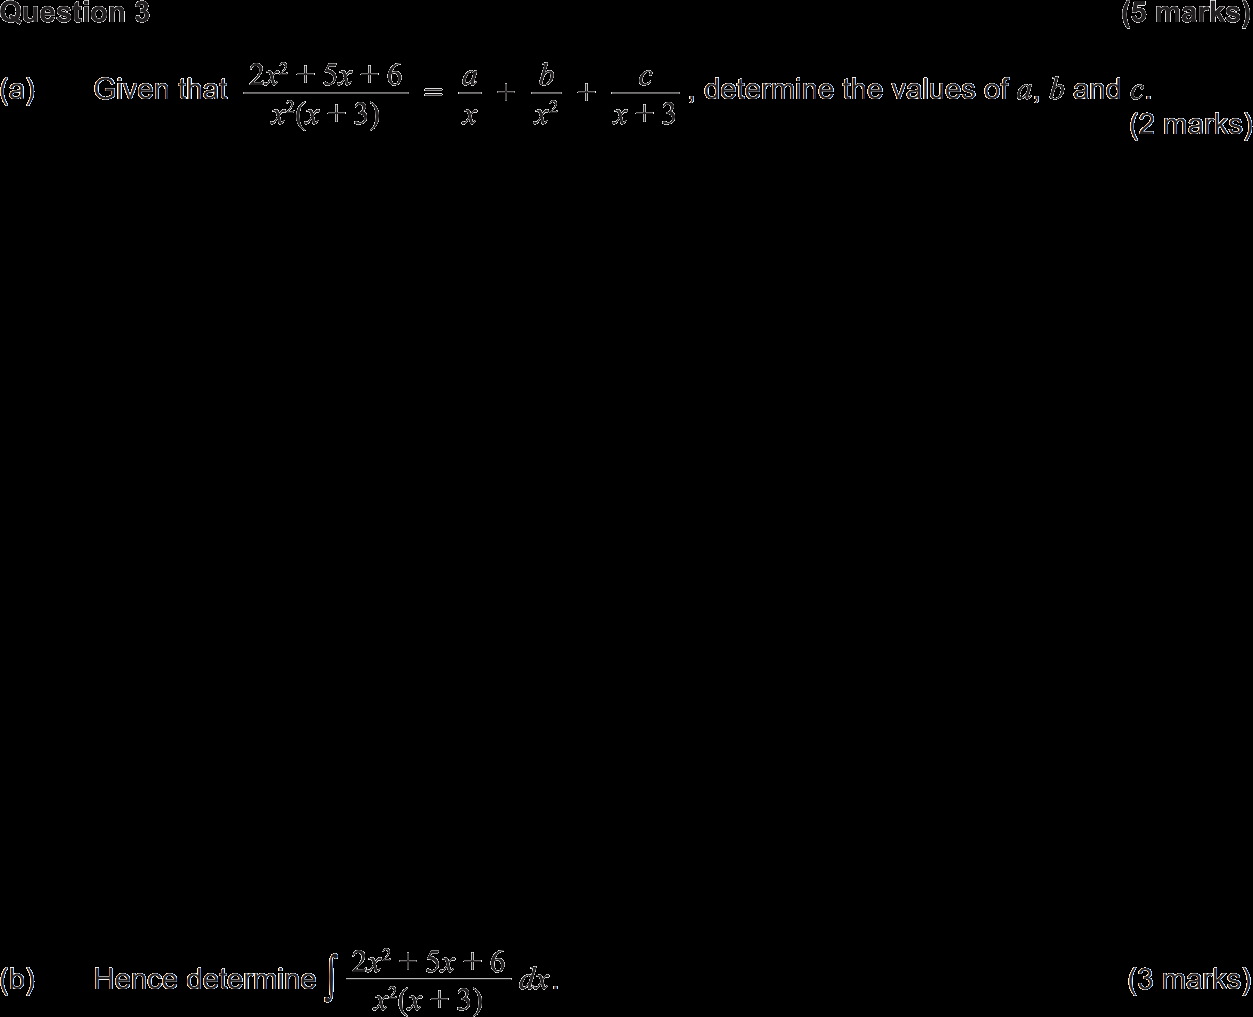 Question 3 (5 marks)
(a) Given that \frac{2x^2 + 5x + 6}{x^2(x + 3)} = \frac{a}{x} + \frac{b}{x^2} + \frac{c}{x + 3}, determine the values of a, b and c.
(2 marks)
(b) Hence determine \int \frac{2x^2 + 5x + 6}{x^2(x + 3)} dx. (3 marks)